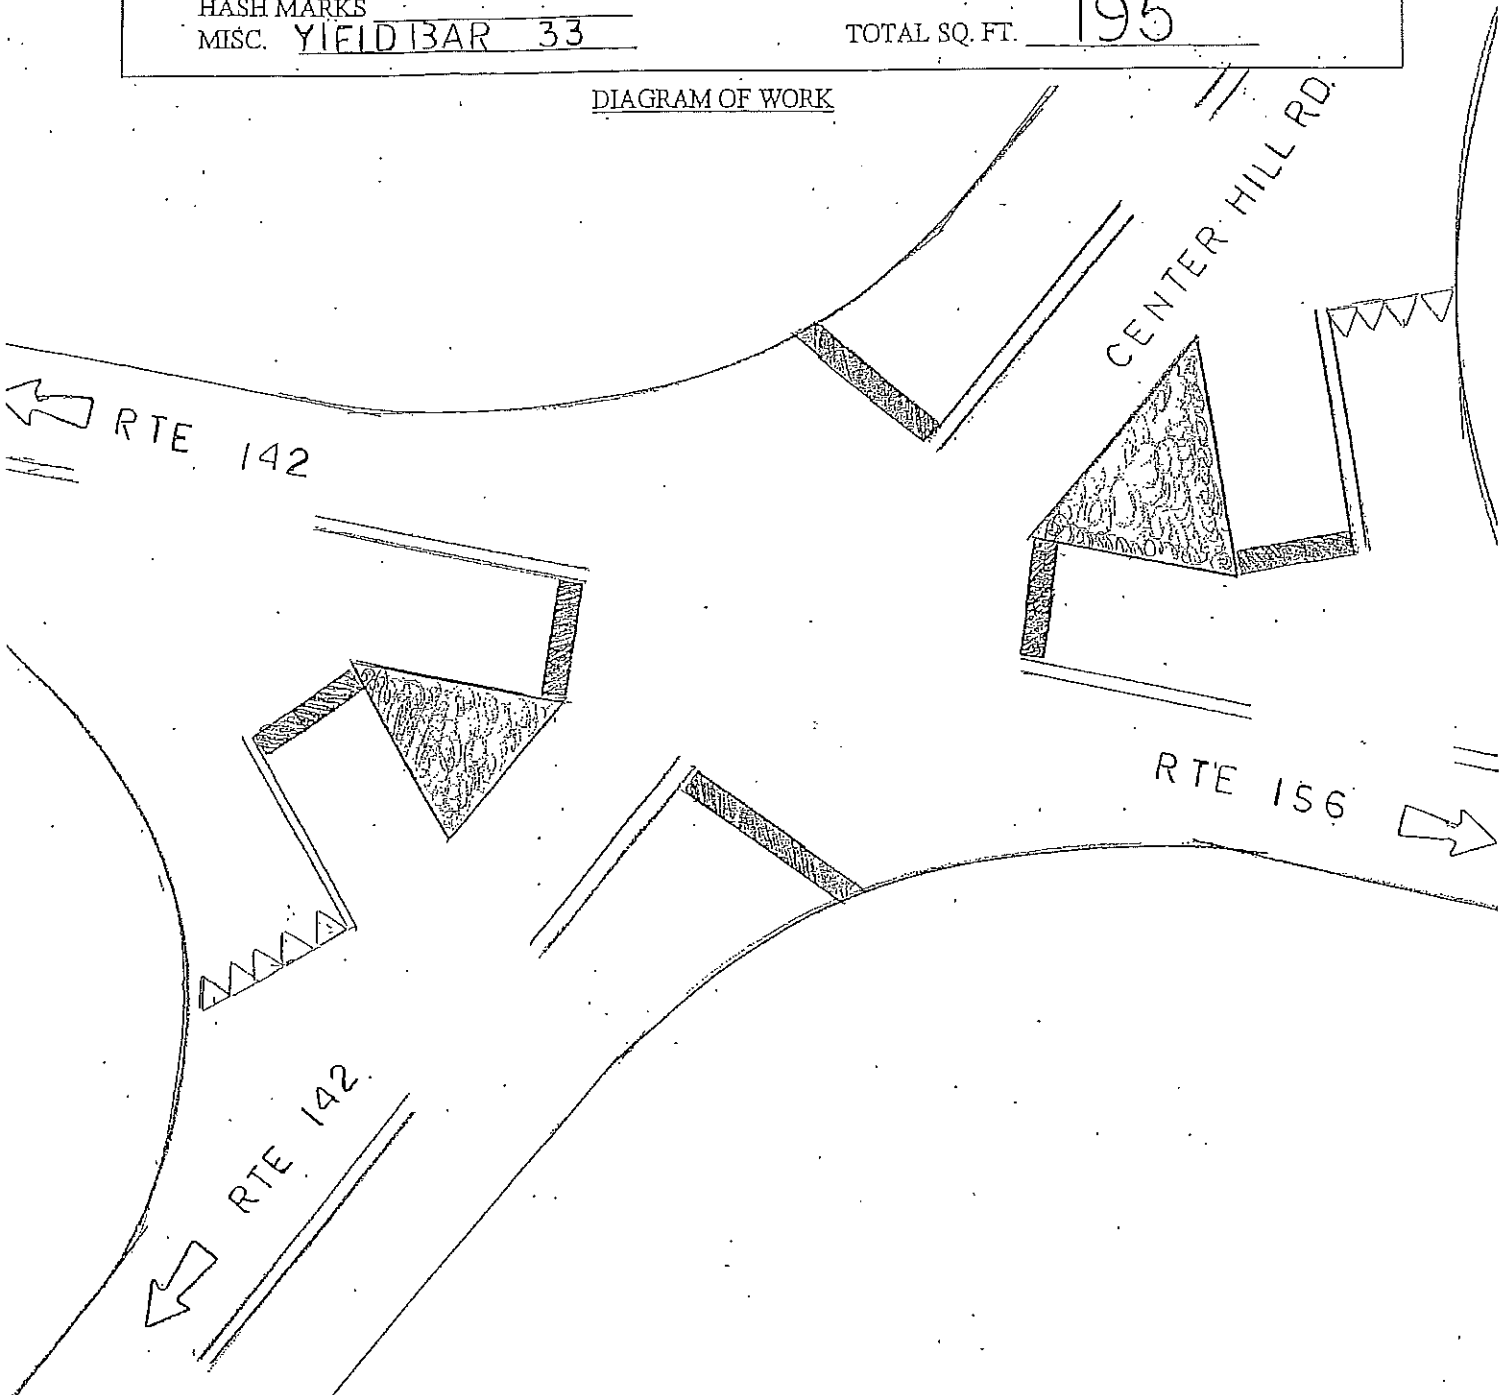 HASH MARKS
MISC. YIELD BAR 33
TOTAL SQ. FT. 195
DIAGRAM OF WORK
CENTER HILL RD.
RTE 142
RTE 156
RTE 142